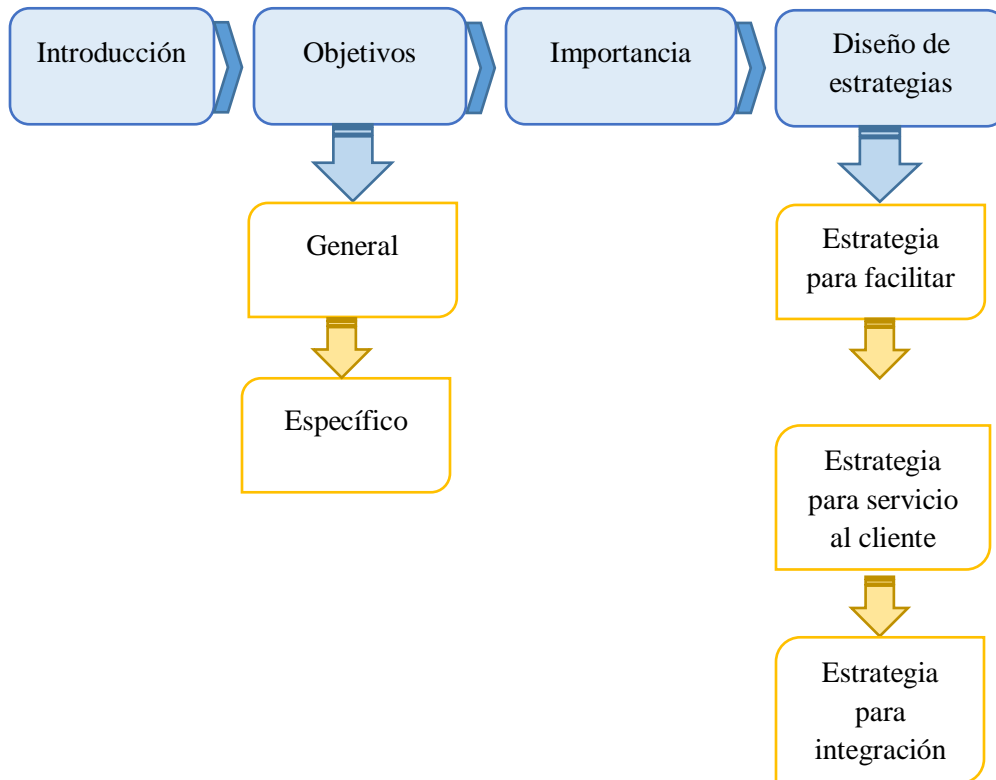 Introducción
Objetivos
Importancia
Diseño de
estrategias
General
Específico
Estrategia
para facilitar
Estrategia
para servicio
al cliente
Estrategia
para
integración